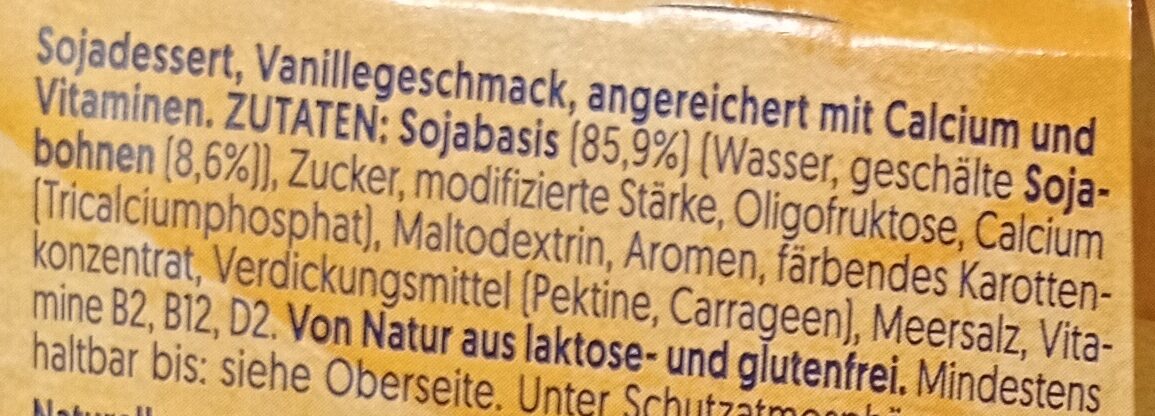 Sojadessert, Vanillegeschmack, angereichert mit Calcium und
Vitaminen. ZUTATEN: Sojabasis (85,9%) (Wasser, geschälte Soja-
bohnen (8,6%)), Zucker, modifizierte Stärke, Oligofruktose, Calcium
(Tricalciumphosphat), Maltodextrin, Aromen, färbendes Karotten-
konzentrat, Verdickungsmittel (Pektine, Carrageen), Meersalz, Vita-
mine B2, B12, D2. Von Natur aus laktose- und glutenfrei. Mindestens
haltbar bis: siehe Oberseite. Unter